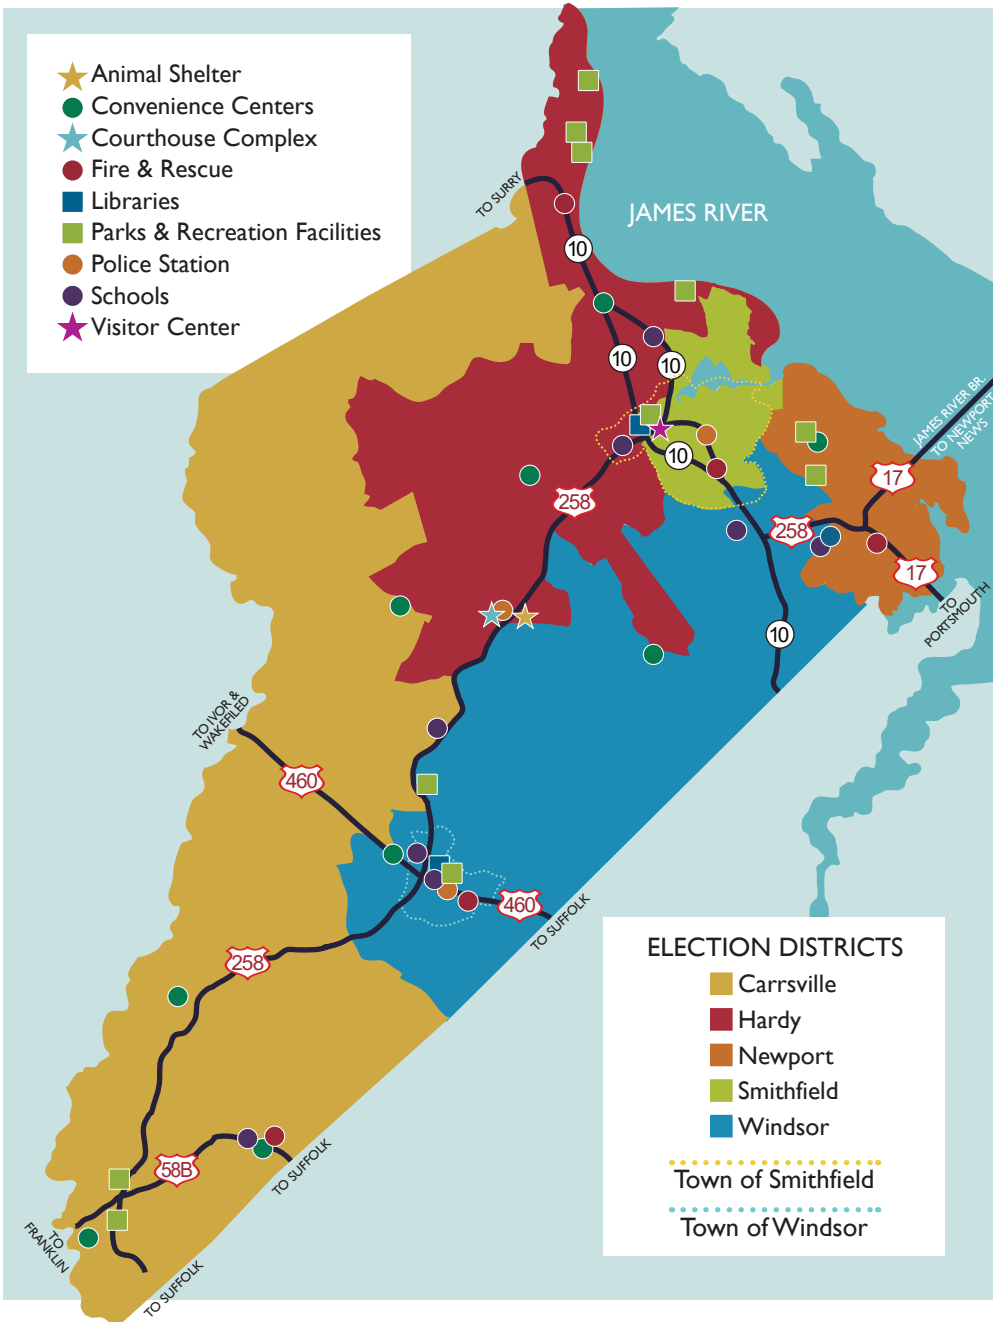 Animal Shelter
Convenience Centers
Courthouse Complex
Fire & Rescue
Libraries
Parks & Recreation Facilities
Police Station
Schools
Visitor Center
TO SURRY
JAMES RIVER
10
10
10
JAMES RIVER BR.
TO NEWPORT
NEWS
10
17
258
258
17
TO
PORTSMOUTH
10
TO IVOR &
WAKEFILED
460
460
TO SUFFOLK
258
ELECTION DISTRICTS
Carrsville
Hardy
Newport
Smithfield
Windsor
Town of Smithfield
Town of Windsor
58B
TO SUFFOLK
TO
FRANKLIN
TO SUFFOLK